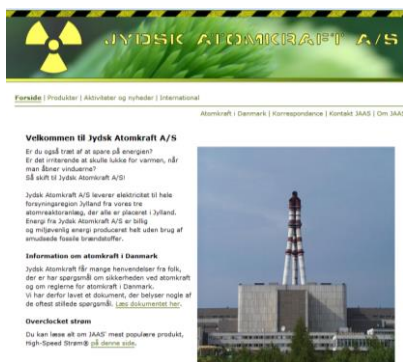 JYDSK ATOMKRAFT A/S
Forside | Produkter | Aktiviteter og nyheder | International
Atomkraft i Danmark | Korrespondance | Kontakt JAAS | Om JAAS
Velkommen til Jydsk Atomkraft A/S
Er du også træt af at spare på energien?
Er det irriterende at skulle lukke for varmen, når
man åbner vinduerne?
Så skift til Jydsk Atomkraft A/S!
Jydsk Atomkraft A/S leverer elektricitet til hele
forsyningsregion Jylland fra vores tre
atomreaktoranlæg, der alle er placeret i Jylland.
Energi fra Jydsk Atomkraft A/S er billig
og miljøvenlig energi produceret helt uden brug af
smudsede fossile brændstoffer.
Information om atomkraft i Danmark
Jydsk Atomkraft får mange henvendelser fra folk,
der er har spørgsmål om sikkerheden ved atomkraft
og om reglerne for atomkraft i Danmark.
Vi har derfor lavet et dokument, der belyser nogle af
de oftest stillede spørgsmål. Læs dokumentet her.
Overclocket strøm
Du kan læse alt om JAAS' mest populære produkt,
High-Speed Strøm® på denne side.